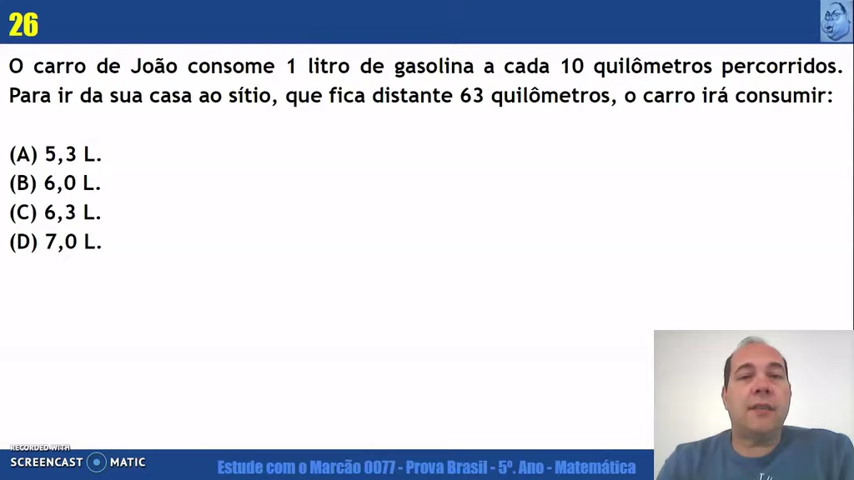 26
O carro de João consome 1 litro de gasolina a cada 10 quilômetros percorridos.
Para ir da sua casa ao sítio, que fica distante 63 quilômetros, o carro irá consumir:
(A) 5,3 L.
(B) 6,0 L.
(C) 6,3 L.
(D) 7,0 L.
RECORDED WITH
SCREENCAST MATIC
Estude com o Marcão 0077 - Prova Brasil - 5º. Ano - Matemática